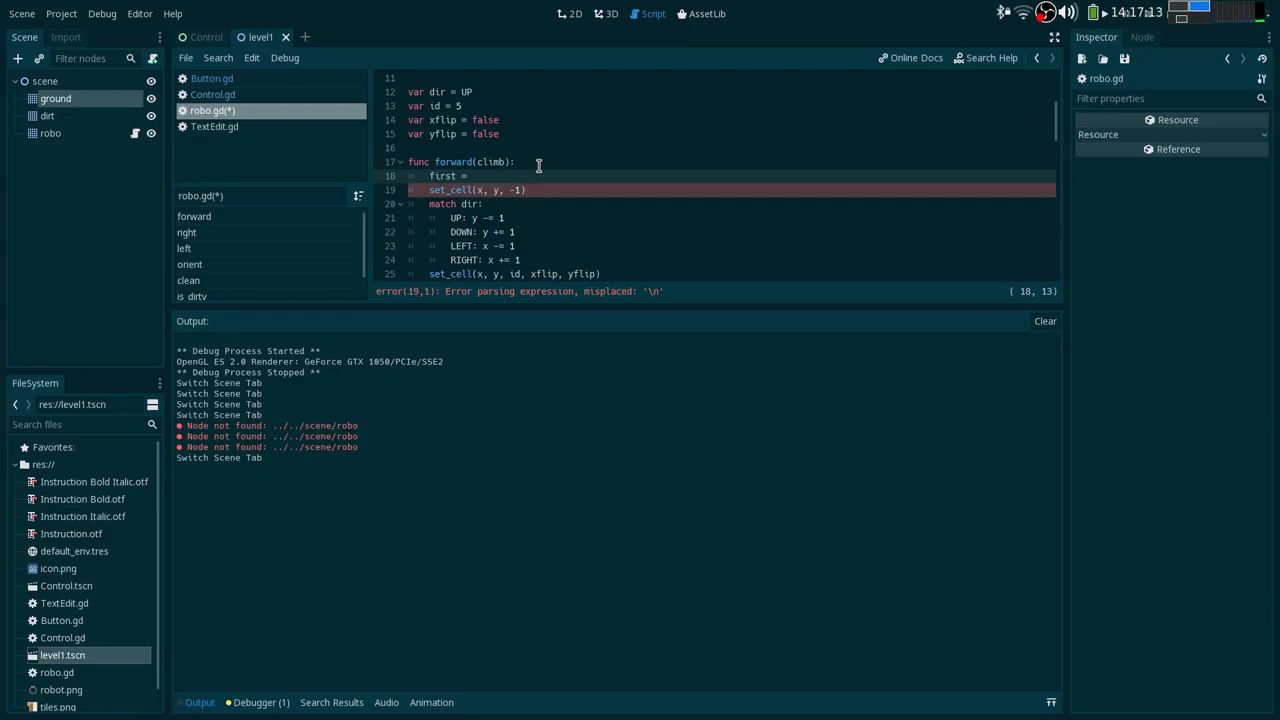 Scene Project Debug Editor Help 2D 3D Script AssetLib 14:17:13
Scene Import
Filter nodes
scene
ground
dirt
robo
FileSystem
res://level1.tscn
Search files
Favorites:
res://
Instruction Bold Italic.otf
Instruction Bold.otf
Instruction Italic.otf
Instruction.otf
default_env.tres
icon.png
Control.tscn
TextEdit.gd
Button.gd
Control.gd
level1.tscn
robo.gd
robot.png
tiles.png
Control level1
File Search Edit Debug Online Docs Search Help
Button.gd
Control.gd
robo.gd(*)
TextEdit.gd
robo.gd(*)
forward
right
left
orient
clean
is_dirty
11
12 var dir = UP
13 var id = 5
14 var xflip = false
15 var yflip = false
16
17 func forward(climb):
18 first =
19 set_cell(x, y, -1)
20 match dir:
21 UP: y -= 1
22 DOWN: y += 1
23 LEFT: x -= 1
24 RIGHT: x += 1
25 set_cell(x, y, id, xflip, yflip)
error(19,1): Error parsing expression, misplaced: '\n' ( 18, 13)
Output: Clear
** Debug Process Started **
OpenGL ES 2.0 Renderer: GeForce GTX 1050/PCIe/SSE2
** Debug Process Stopped **
Switch Scene Tab
Switch Scene Tab
Switch Scene Tab
Switch Scene Tab
Node not found: ../../scene/robo
Node not found: ../../scene/robo
Node not found: ../../scene/robo
Switch Scene Tab
Output Debugger (1) Search Results Audio Animation
Inspector Node
robo.gd
Filter properties
Resource
Resource
Reference